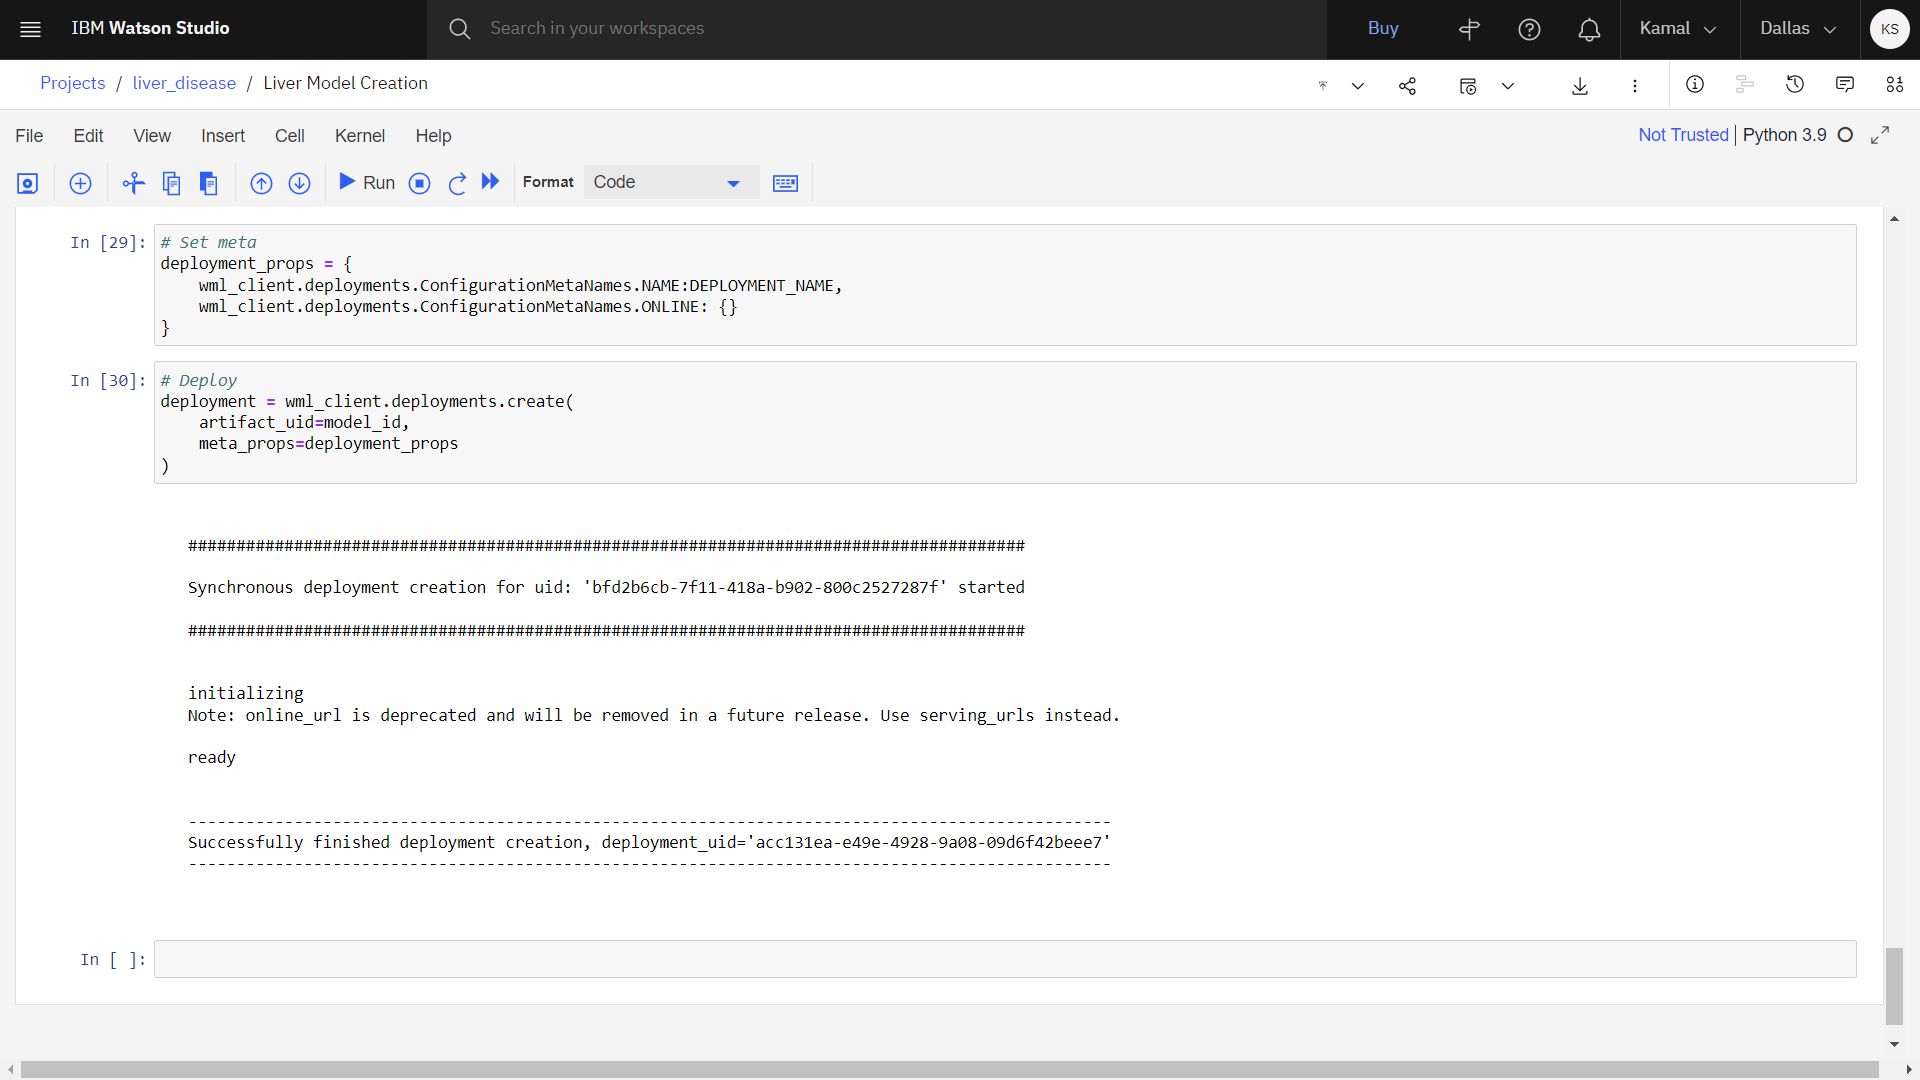 IBM Watson Studio
Search in your workspaces
Buy
Kamal
Dallas
KS
Projects / liver_disease / Liver Model Creation
File Edit View Insert Cell Kernel Help
Not Trusted | Python 3.9
Run
Format
Code
In [29]:
# Set meta
deployment_props = {
    wml_client.deployments.ConfigurationMetaNames.NAME:DEPLOYMENT_NAME,
    wml_client.deployments.ConfigurationMetaNames.ONLINE: {}
}
In [30]:
# Deploy
deployment = wml_client.deployments.create(
    artifact_uid=model_id,
    meta_props=deployment_props
)
#######################################################################################
Synchronous deployment creation for uid: 'bfd2b6cb-7f11-418a-b902-800c2527287f' started
#######################################################################################
initializing
Note: online_url is deprecated and will be removed in a future release. Use serving_urls instead.
ready
------------------------------------------------------------------------------------------------
Successfully finished deployment creation, deployment_uid='acc131ea-e49e-4928-9a08-09d6f42beee7'
------------------------------------------------------------------------------------------------
In [ ]: